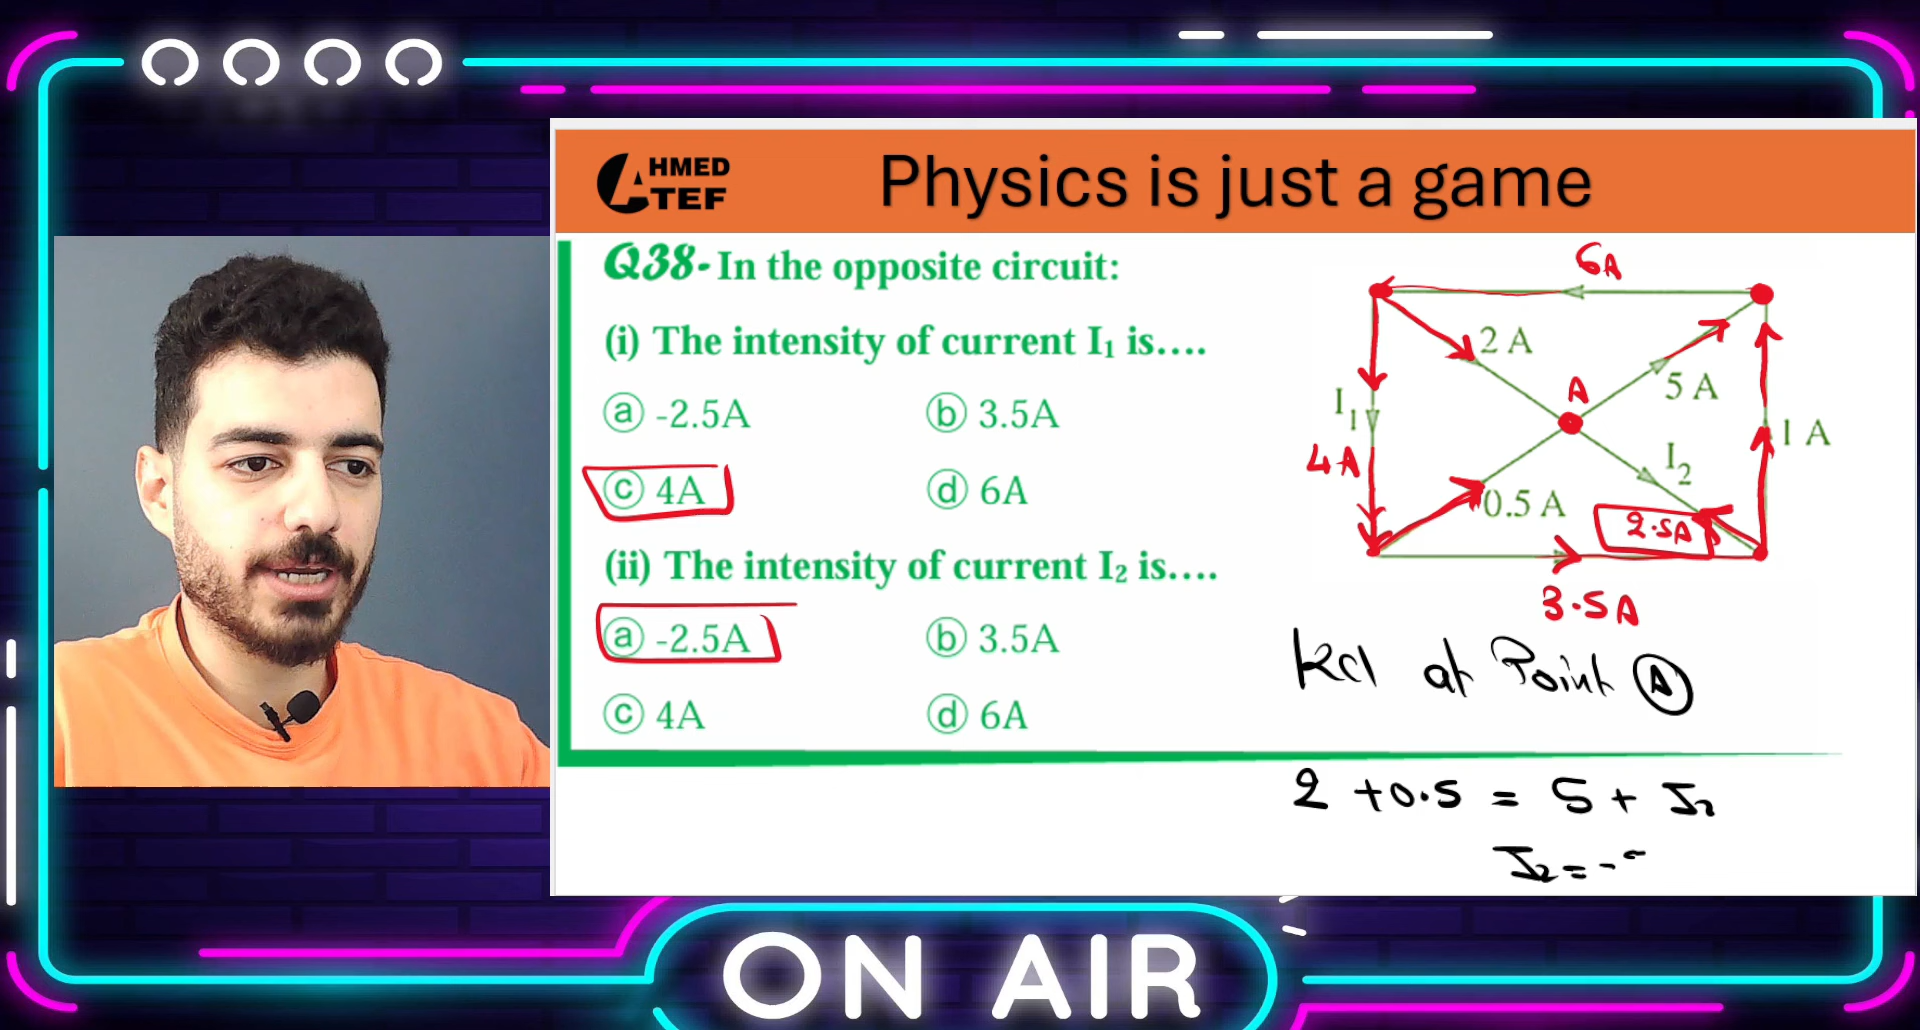 AHMED
ATEF
Physics is just a game
Q38- In the opposite circuit:
(i) The intensity of current I₁ is....
ⓐ -2.5A
ⓑ 3.5A
ⓒ 4A
ⓓ 6A
(ii) The intensity of current I₂ is....
ⓐ -2.5A
ⓑ 3.5A
ⓒ 4A
ⓓ 6A
6A
2 A
A
5 A
I₁
1 A
4A
I₂
0.5 A
2.5A
3.5A
Kcl at Point Ⓐ
2 + 0.5 = 5 + I₂
I₂ = -
ON AIR